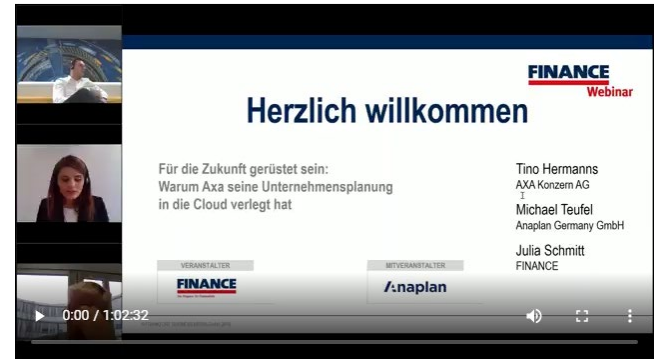 FINANCE
Webinar
Herzlich willkommen
Für die Zukunft gerüstet sein:
Warum Axa seine Unternehmensplanung
in die Cloud verlegt hat
Tino Hermanns
AXA Konzern AG
Michael Teufel
Anaplan Germany GmbH
Julia Schmitt
FINANCE
VERANSTALTER
MITVERANSTALTER
FINANCE
Anaplan
0:00 / 1:02:32